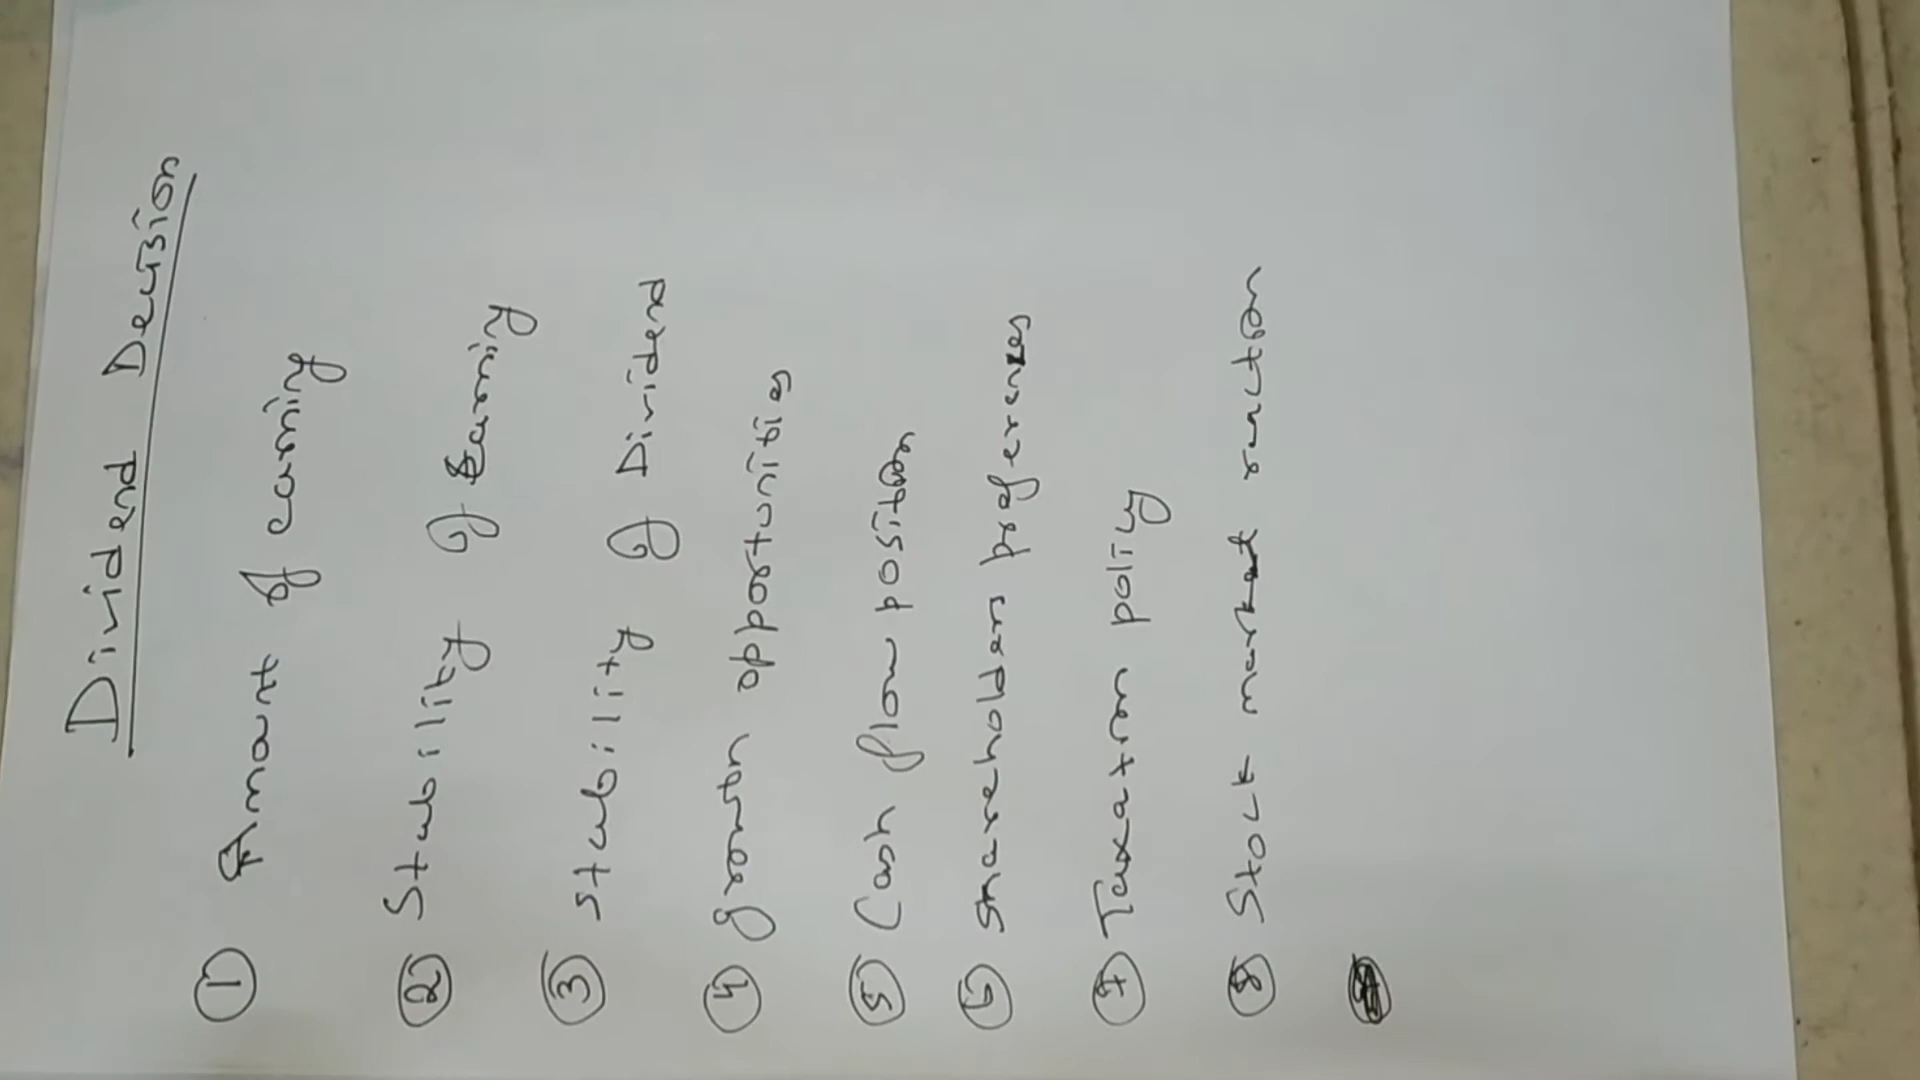 Dividend Decision
① Amount of earning
② Stability of Earning
③ Stability of Dividend
④ growth opportunities
⑤ Cash flow position
⑥ Shareholders preferences
⑦ Taxation policy
⑧ Stock market reaction